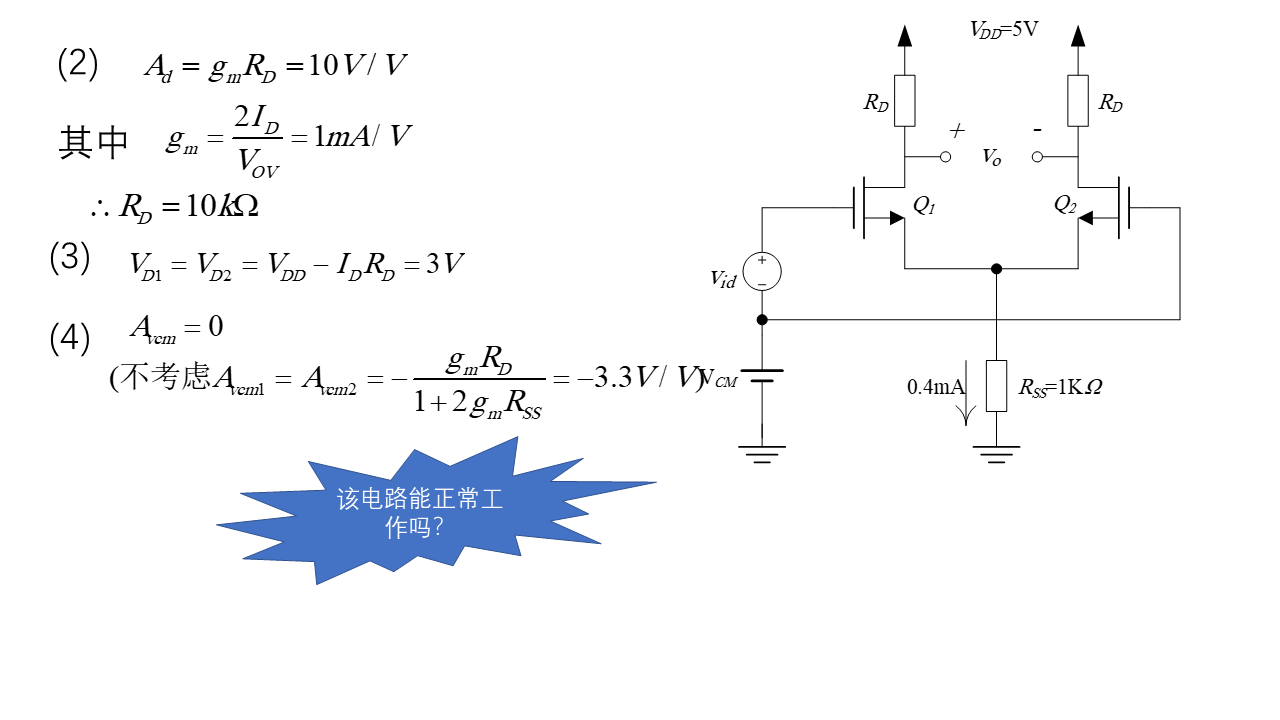 (2) A_d = g_m R_D = 10V/V
其中 g_m = 2I_D / V_OV = 1mA/V
∴ R_D = 10kΩ
(3) V_D1 = V_D2 = V_DD − I_D R_D = 3V
(4) A_vcm = 0
(不考虑A_vcm1 = A_vcm2 = − g_m R_D / (1+2g_m R_SS) = −3.3V/V)
该电路能正常工
作吗?
V_DD=5V
R_D
R_D
+
-
V_o
Q_1
Q_2
+
V_id
−
V_CM
0.4mA
R_SS=1KΩ